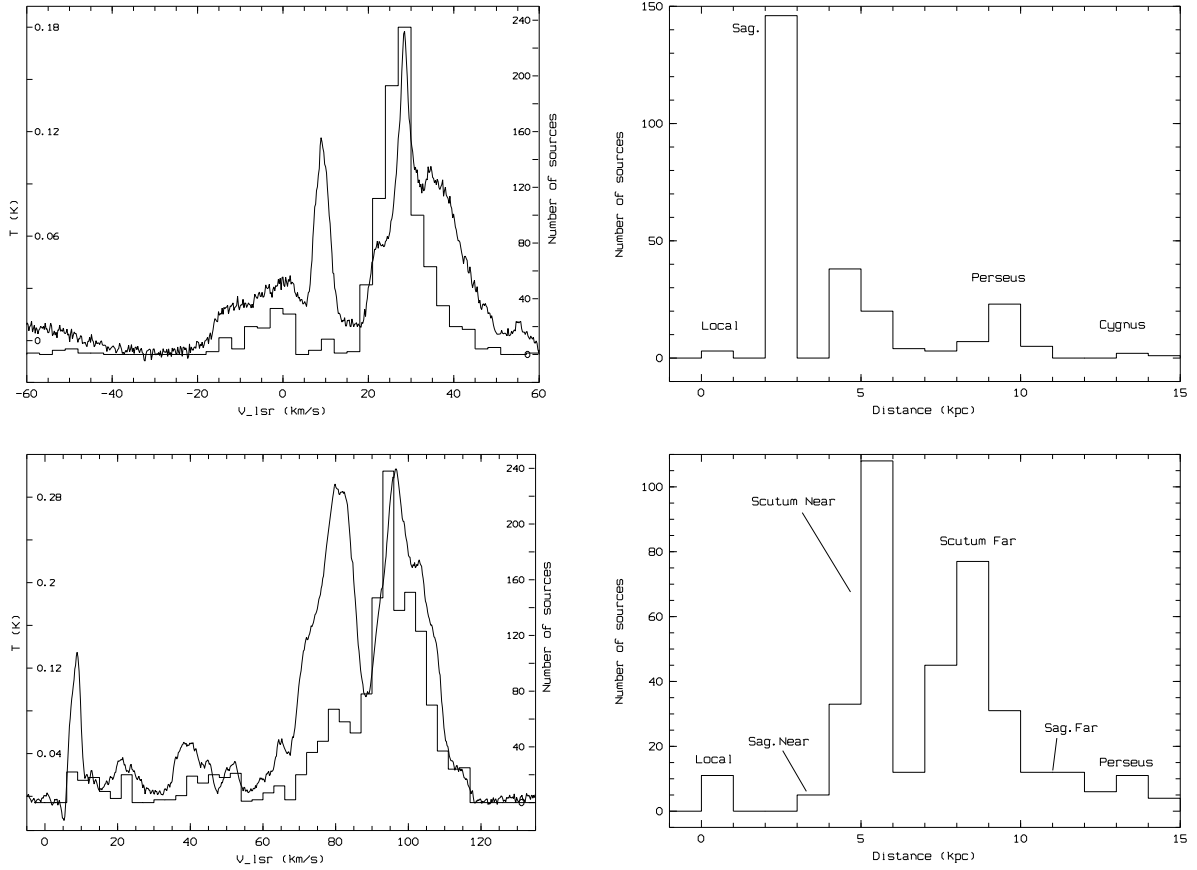 0.18
0.12
0.06
0
T (K)
240
200
160
120
80
40
0
Number of sources
-60
-40
-20
0
20
40
60
V_lsr (km/s)
150
100
50
0
Number of sources
Sag.
Local
Perseus
Cygnus
0
5
10
15
Distance (kpc)
0.28
0.2
0.12
0.04
T (K)
240
200
160
120
80
40
0
Number of sources
0
20
40
60
80
100
120
V_lsr (km/s)
100
80
60
40
20
0
Number of sources
Scutum Near
Scutum Far
Sag.Far
Sag.Near
Local
Perseus
0
5
10
15
Distance (kpc)